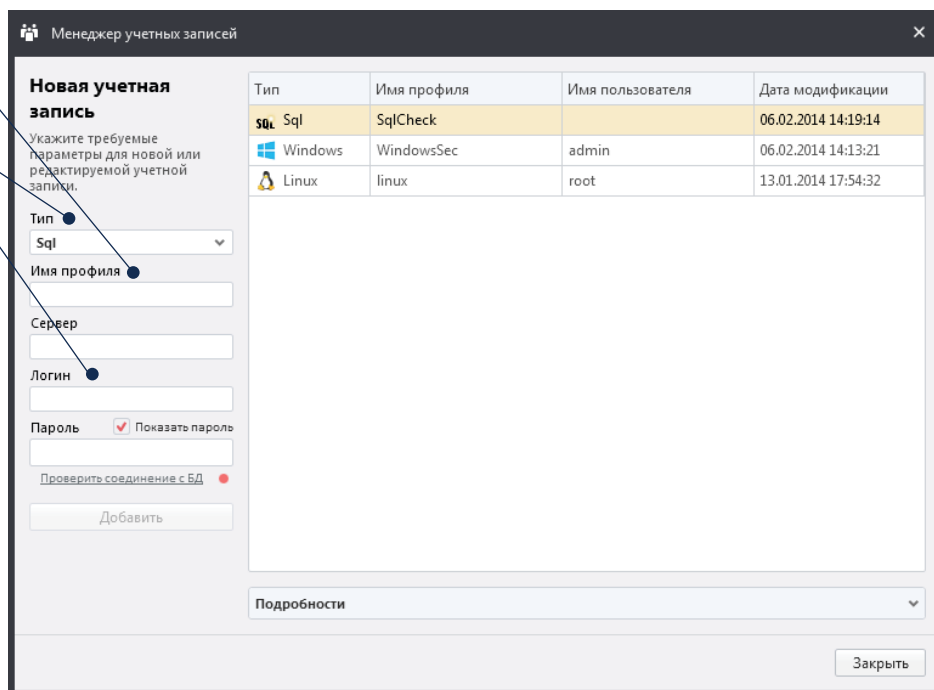 Менеджер учетных записей
Новая учетная
запись
Укажите требуемые
параметры для новой или
редактируемой учетной
записи.
Тип
Sql
Имя профиля
Сервер
Логин
Пароль Показать пароль
Проверить соединение с БД
Добавить
Тип Имя профиля Имя пользователя Дата модификации
SQL Sql SqlCheck 06.02.2014 14:19:14
Windows WindowsSec admin 06.02.2014 14:13:21
Linux linux root 13.01.2014 17:54:32
Подробности
Закрыть